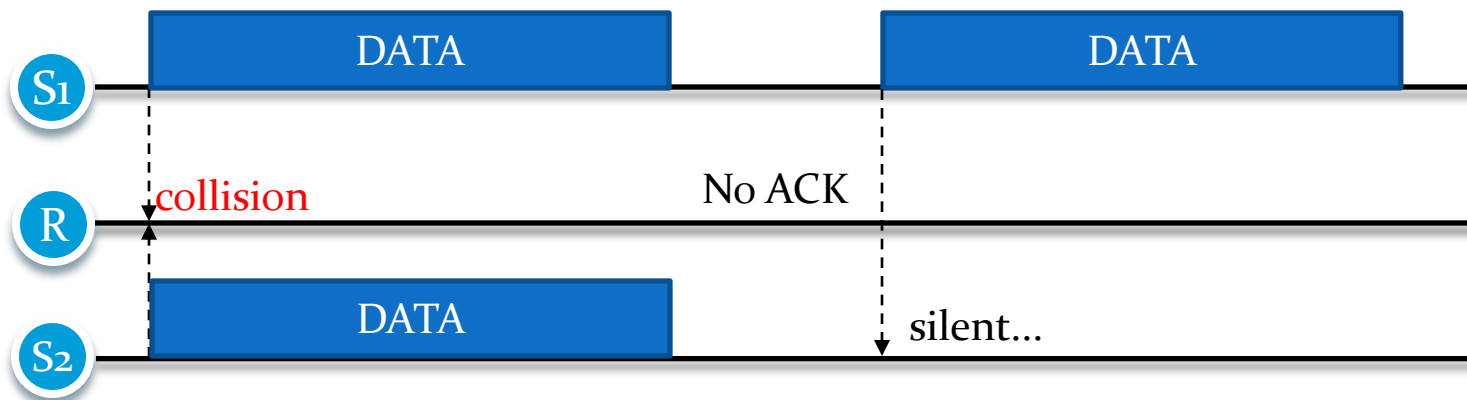 DATA DATA
S1
collision No ACK
R
DATA
silent...
S2